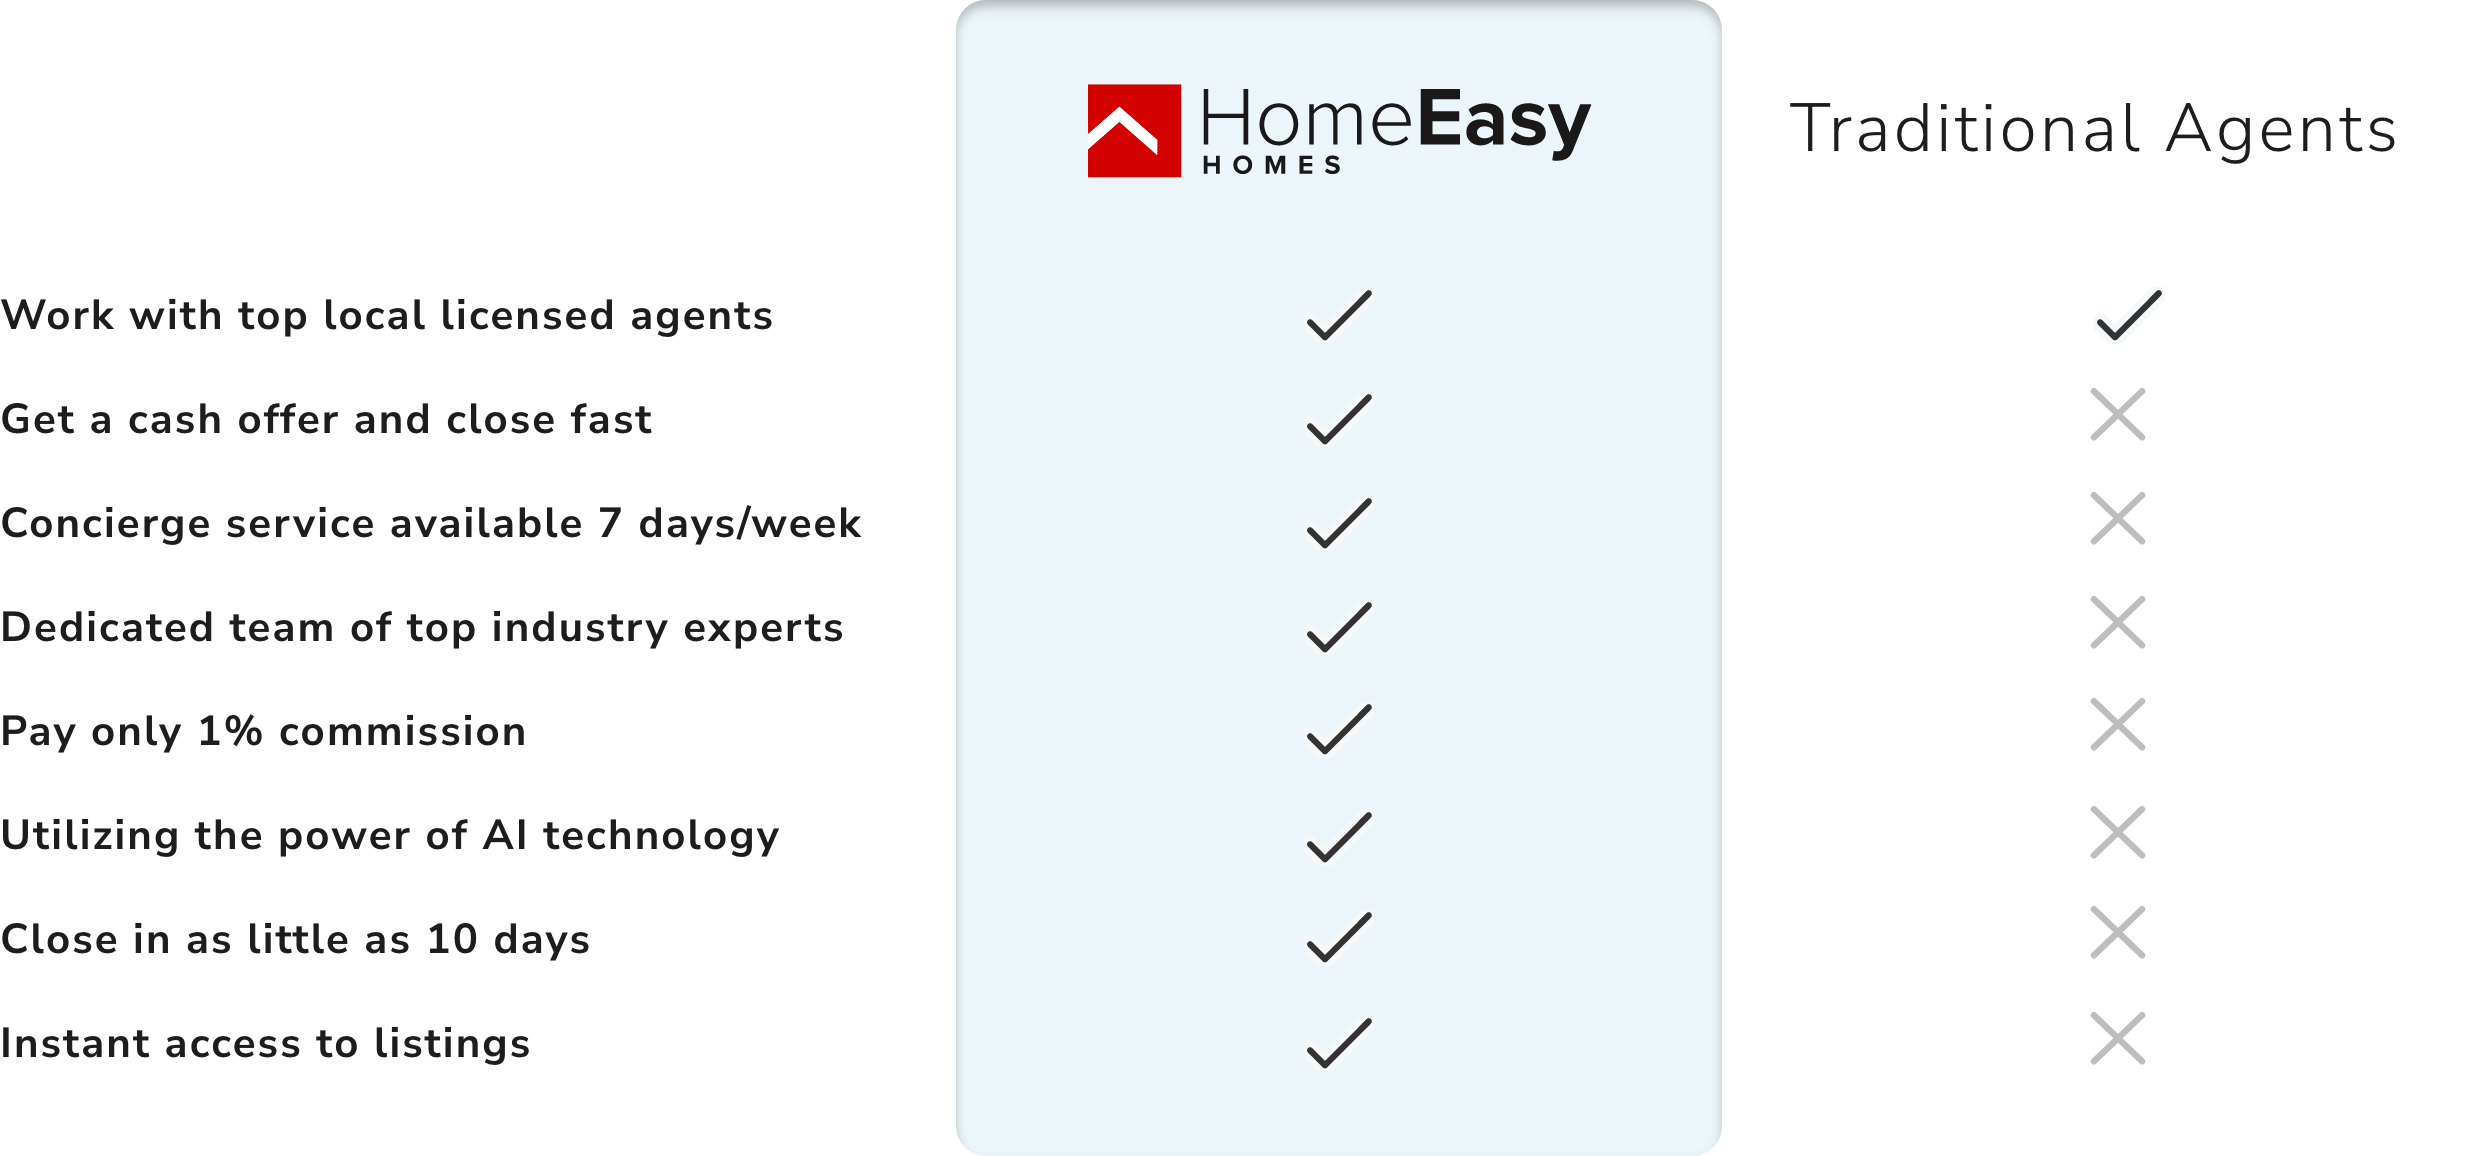 HomeEasy
HOMES
Traditional Agents
Work with top local licensed agents
Get a cash offer and close fast
Concierge service available 7 days/week
Dedicated team of top industry experts
Pay only 1% commission
Utilizing the power of AI technology
Close in as little as 10 days
Instant access to listings